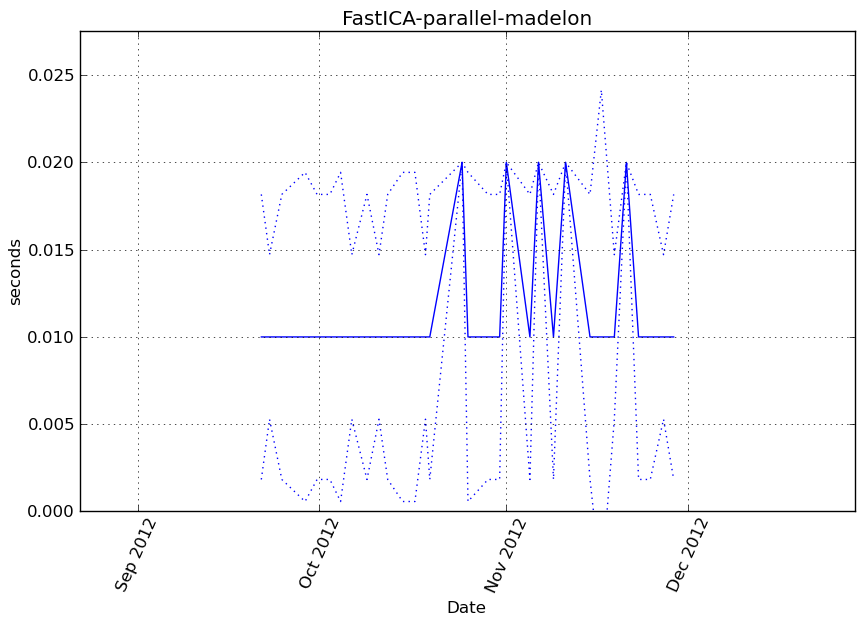 FastICA-parallel-madelon
0.025
0.020
0.015
0.010
0.005
0.000
seconds
Sep 2012
Oct 2012
Nov 2012
Dec 2012
Date